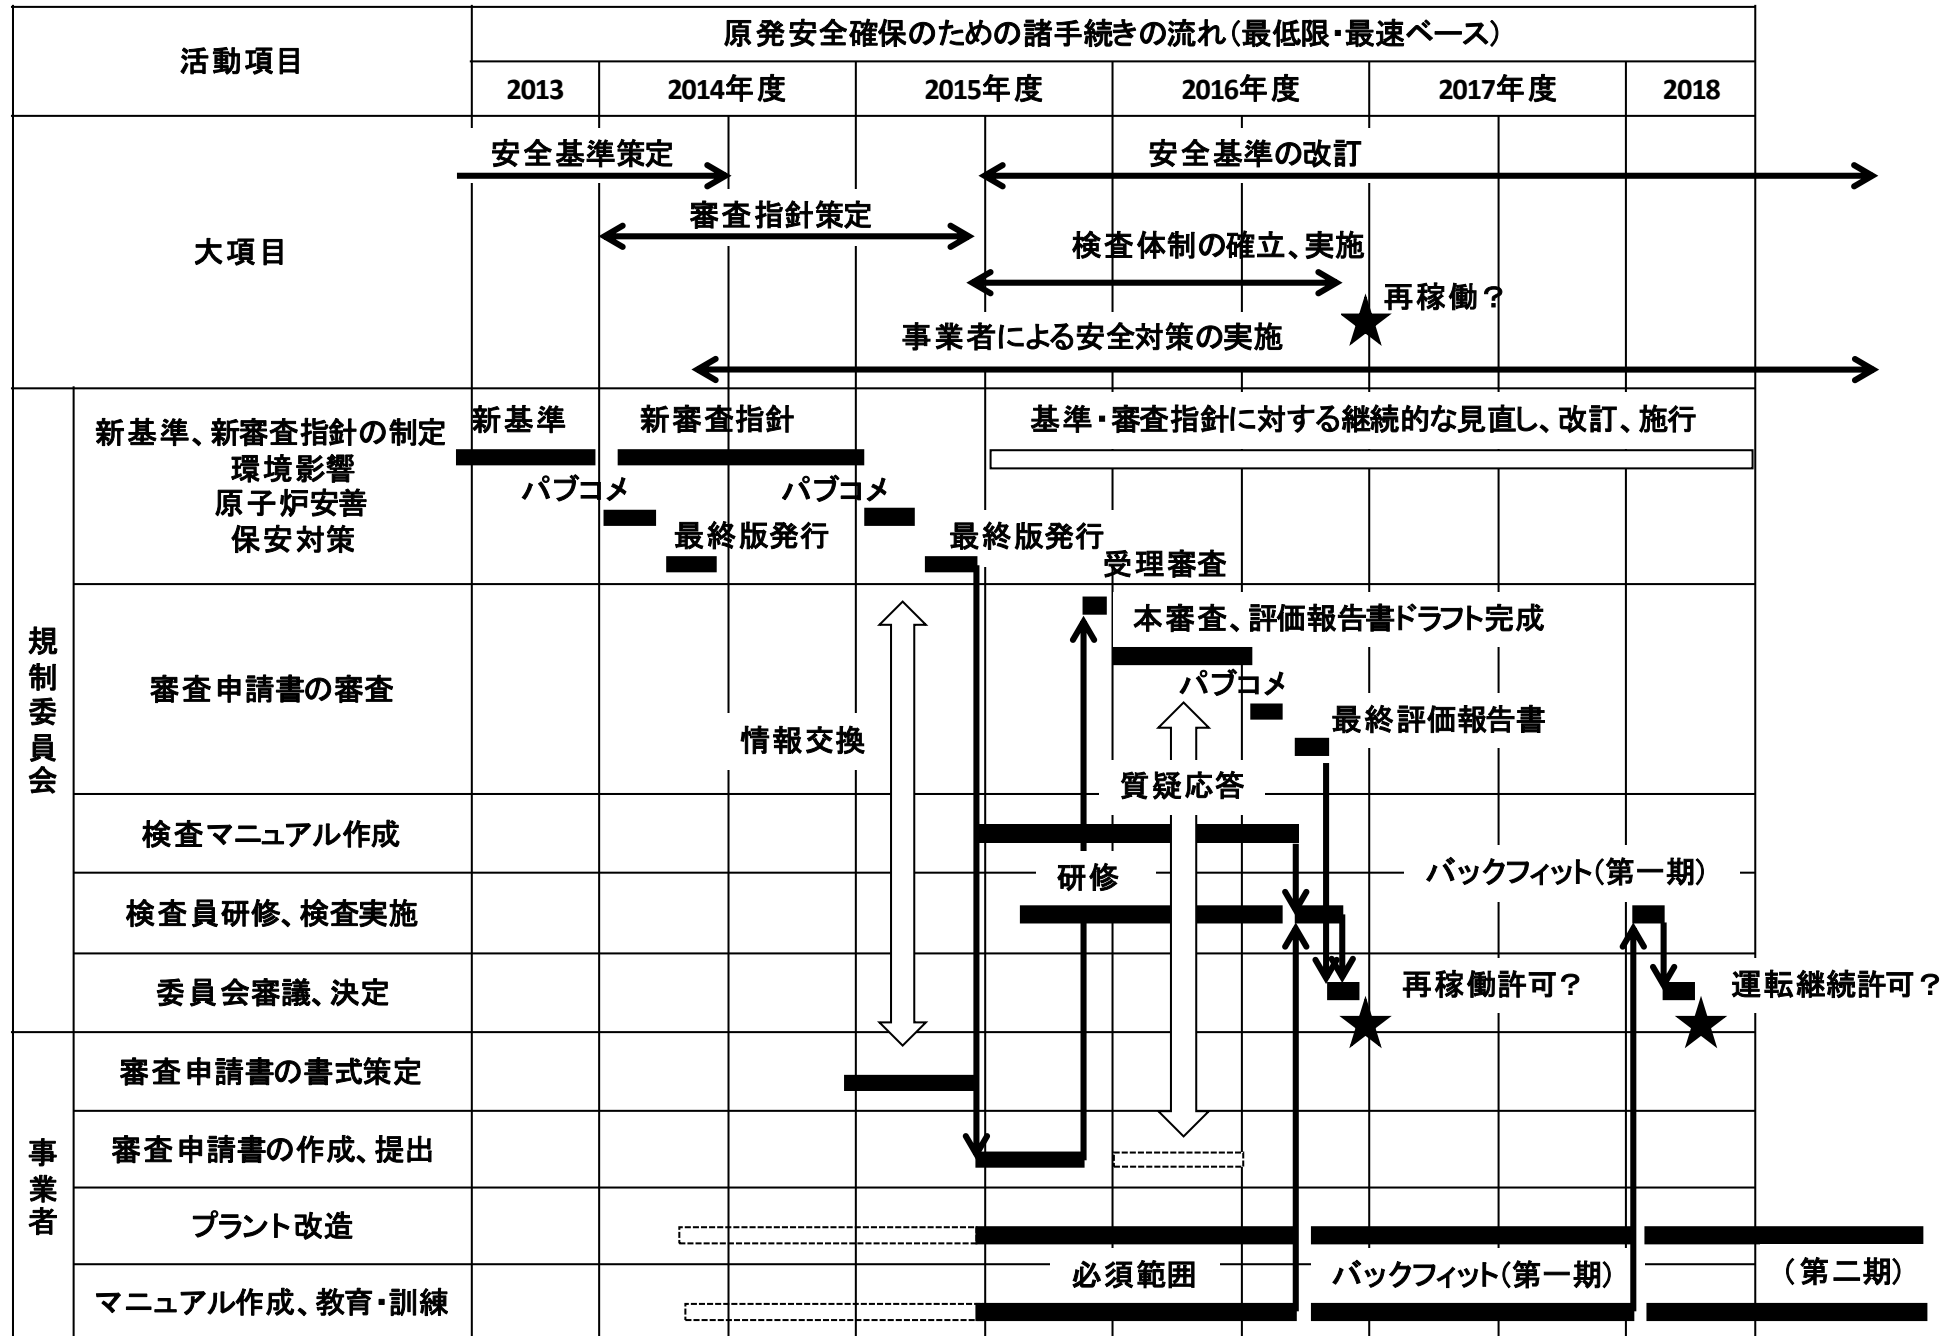 活動項目
原発安全確保のための諸手続きの流れ（最低限・最速ベース）
2013
2014年度
2015年度
2016年度
2017年度
2018
大項目
安全基準策定
安全基準の改訂
審査指針策定
検査体制の確立、実施
再稼働？
事業者による安全対策の実施
規制委員会
新基準、新審査指針の制定
環境影響
原子炉安善
保安対策
新基準
新審査指針
基準・審査指針に対する継続的な見直し、改訂、施行
パブコメ
パブコメ
最終版発行
最終版発行
受理審査
審査申請書の審査
本審査、評価報告書ドラフト完成
パブコメ
最終評価報告書
情報交換
質疑応答
検査マニュアル作成
研修
バックフィット（第一期）
検査員研修、検査実施
委員会審議、決定
再稼働許可？
運転継続許可？
事業者
審査申請書の書式策定
審査申請書の作成、提出
プラント改造
必須範囲
バックフィット（第一期）
（第二期）
マニュアル作成、教育・訓練